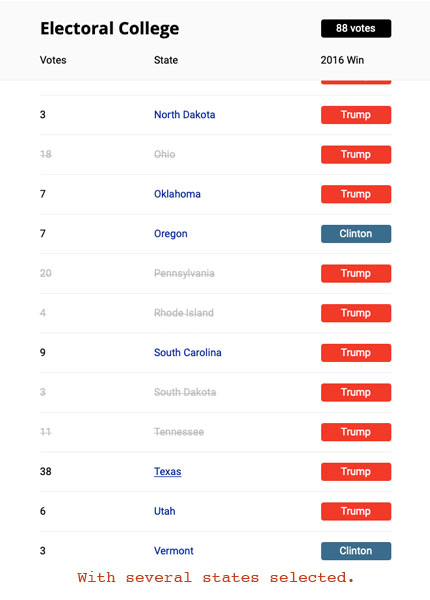 Electoral College 88 votes
Votes State 2016 Win
3 North Dakota Trump
18 Ohio Trump
7 Oklahoma Trump
7 Oregon Clinton
20 Pennsylvania Trump
4 Rhode Island Trump
9 South Carolina Trump
3 South Dakota Trump
11 Tennessee Trump
38 Texas Trump
6 Utah Trump
3 Vermont Clinton
With several states selected.